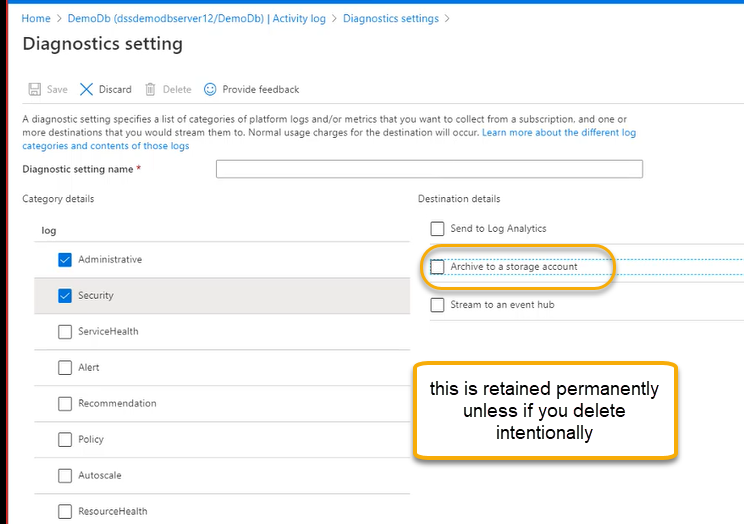 Home > DemoDb (dssdemodbserver12/DemoDb) | Activity log > Diagnostics settings >
Diagnostics setting
Save Discard Delete Provide feedback
A diagnostic setting specifies a list of categories of platform logs and/or metrics that you want to collect from a subscription, and one or
more destinations that you would stream them to. Normal usage charges for the destination will occur. Learn more about the different log
categories and contents of those logs
Diagnostic setting name *
Category details
Destination details
log
Send to Log Analytics
Administrative
Archive to a storage account
Security
Stream to an event hub
ServiceHealth
Alert
Recommendation
Policy
Autoscale
ResourceHealth
this is retained permanently
unless if you delete
intentionally